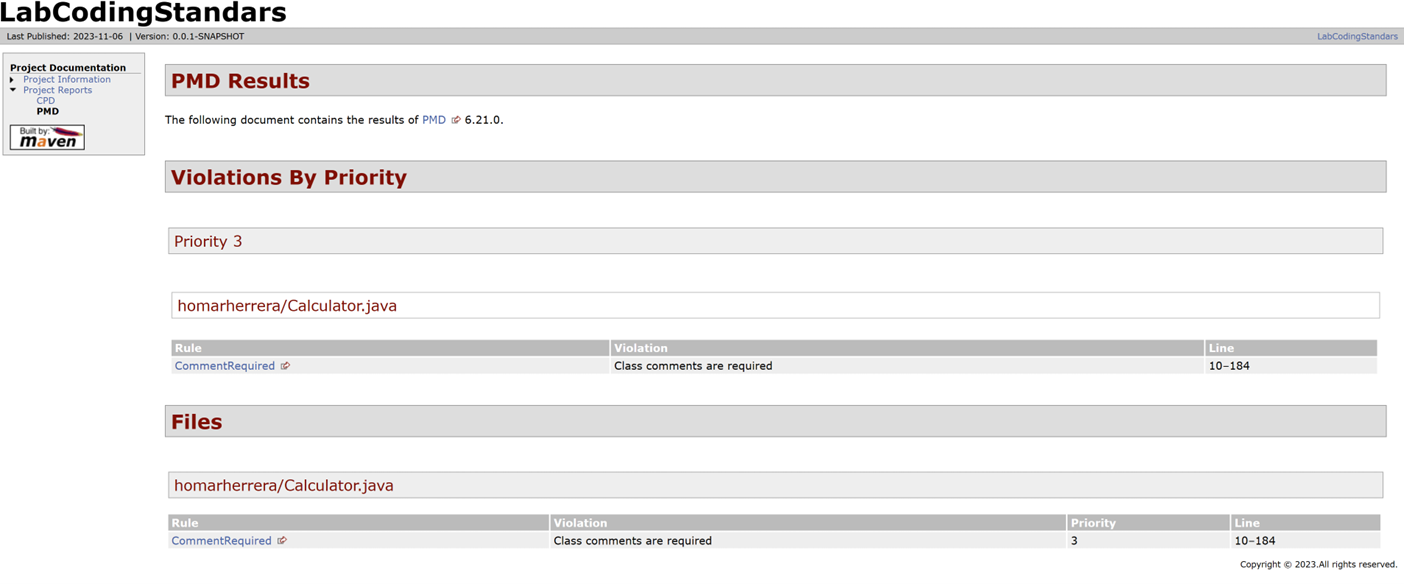 LabCodingStandars
Last Published: 2023-11-06 | Version: 0.0.1-SNAPSHOT
LabCodingStandars
Project Documentation
Project Information
Project Reports
CPD
PMD
Built by:
maven
PMD Results
The following document contains the results of PMD 6.21.0.
Violations By Priority
Priority 3
homarherrera/Calculator.java
Rule Violation Line
CommentRequired Class comments are required 10–184
Files
homarherrera/Calculator.java
Rule Violation Priority Line
CommentRequired Class comments are required 3 10–184
Copyright © 2023.All rights reserved.